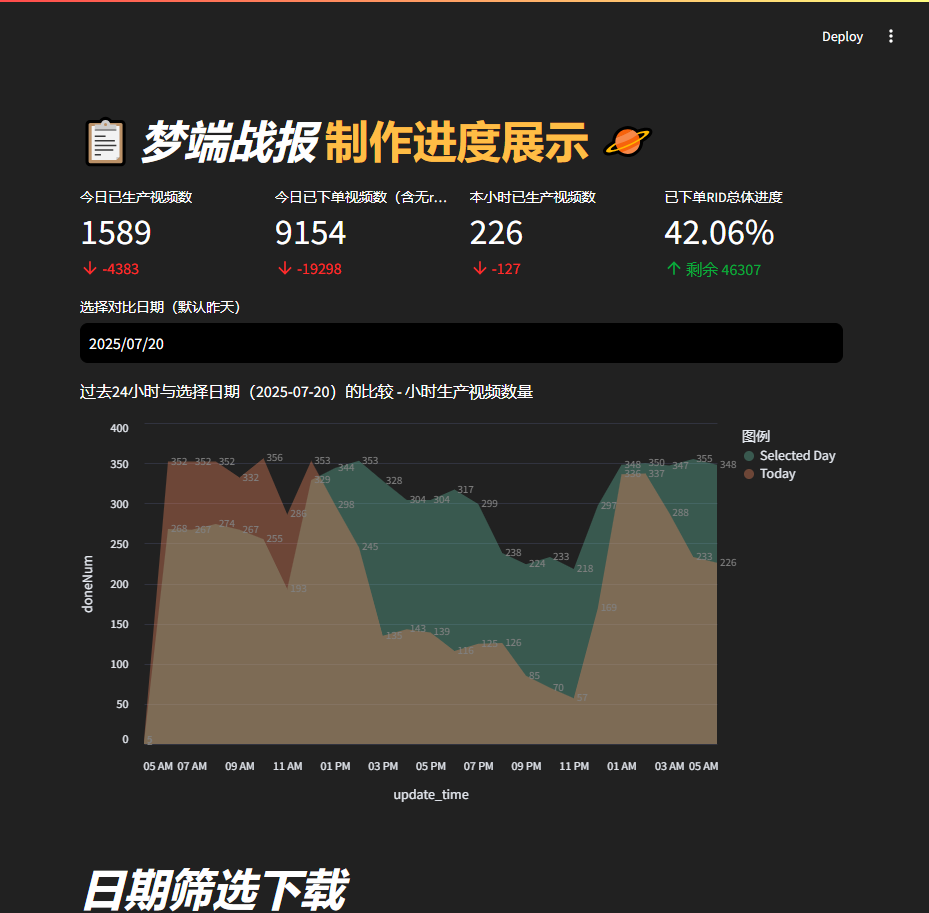 Deploy
梦端战报 制作进度展示
今日已生产视频数
1589
-4383
今日已下单视频数（含无r...
9154
-19298
本小时已生产视频数
226
-127
已下单RID总体进度
42.06%
剩余 46307
选择对比日期（默认昨天）
2025/07/20
过去24小时与选择日期（2025-07-20）的比较 - 小时生产视频数量
图例
Selected Day
Today
doneNum
400
350
300
250
200
150
100
50
0
352 352 352 332 356 286 353 344 353 328 304 304 317 299 238 224 233 218 297 348 350 347 355 348
268 267 274 267 255 193 329 298 245 135 143 139 116 125 126 85 70 57 169 336 337 288 233 226
05 AM 07 AM 09 AM 11 AM 01 PM 03 PM 05 PM 07 PM 09 PM 11 PM 01 AM 03 AM 05 AM
update_time
日期筛选下载